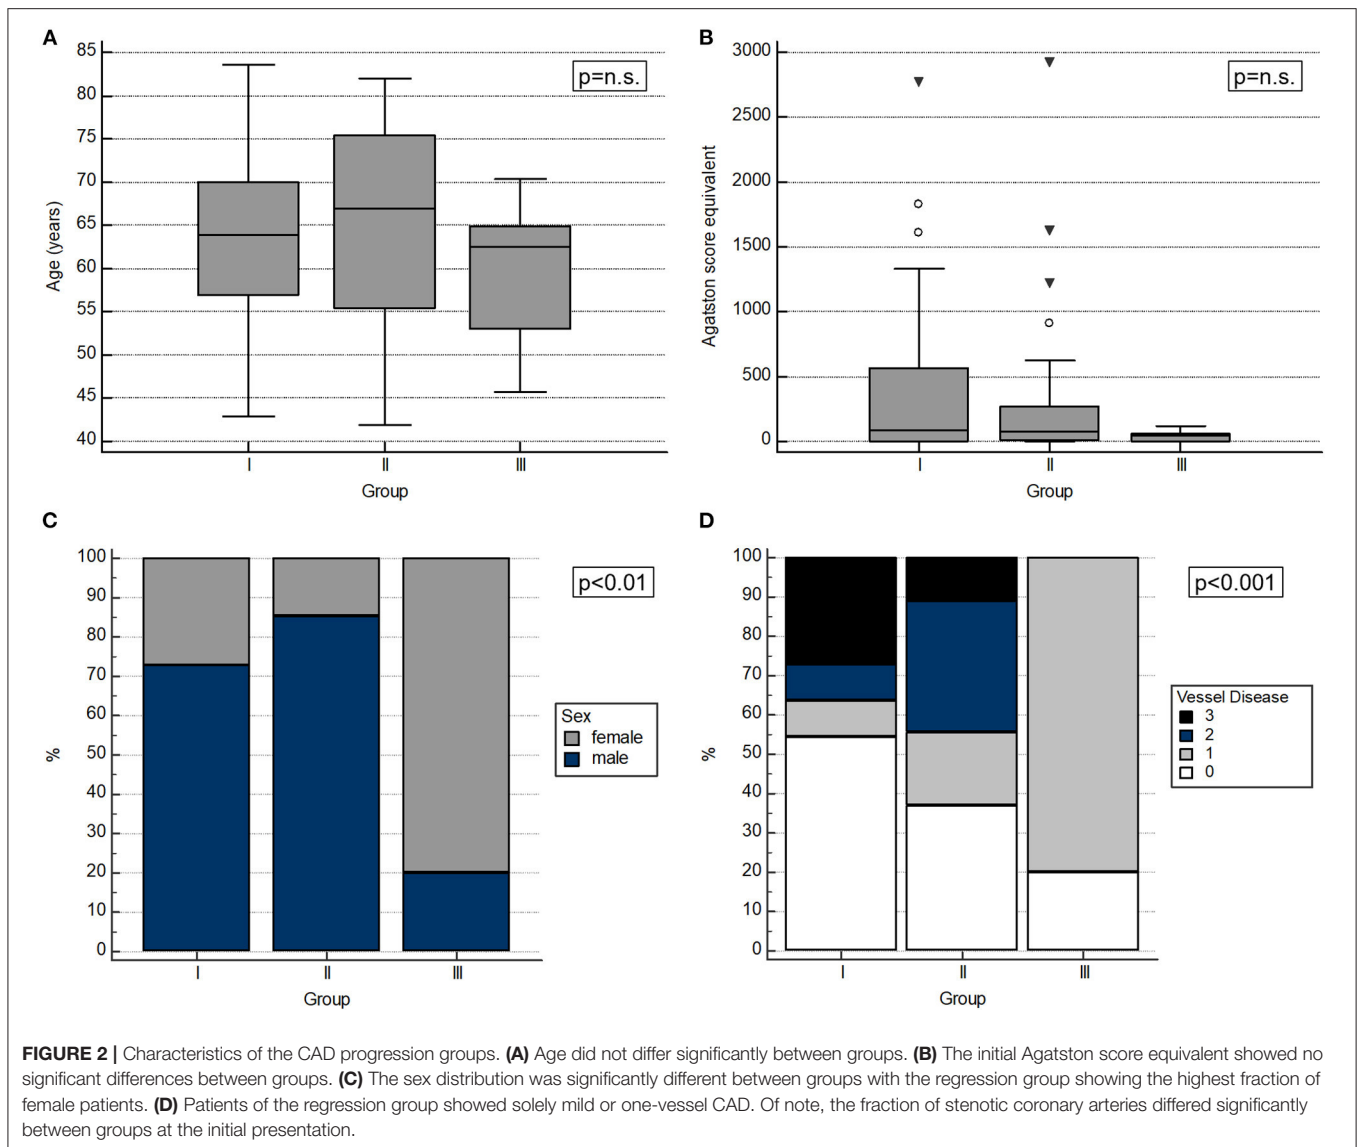 A
85
80
75
70
65
60
55
50
45
40
Age (years)
p=n.s.
I II III
Group
B
3000
2500
2000
1500
1000
500
0
Agatston score equivalent
p=n.s.
I II III
Group
C
100
90
80
70
60
50
40
30
20
10
0
%
p<0.01
Sex
female
male
I II III
Group
D
100
90
80
70
60
50
40
30
20
10
0
%
p<0.001
Vessel Disease
3
2
1
0
I II III
Group
FIGURE 2 | Characteristics of the CAD progression groups. (A) Age did not differ significantly between groups. (B) The initial Agatston score equivalent showed no
significant differences between groups. (C) The sex distribution was significantly different between groups with the regression group showing the highest fraction of
female patients. (D) Patients of the regression group showed solely mild or one-vessel CAD. Of note, the fraction of stenotic coronary arteries differed significantly
between groups at the initial presentation.